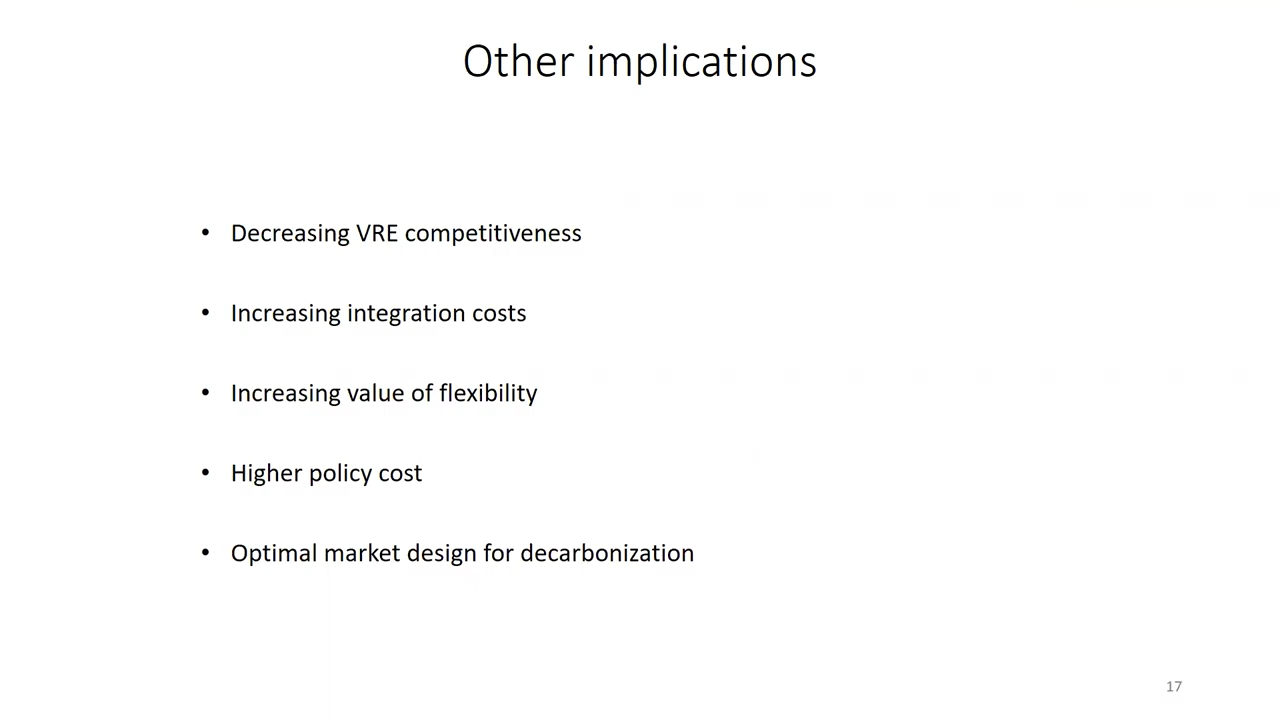 Other implications
• Decreasing VRE competitiveness
• Increasing integration costs
• Increasing value of flexibility
• Higher policy cost
• Optimal market design for decarbonization
17